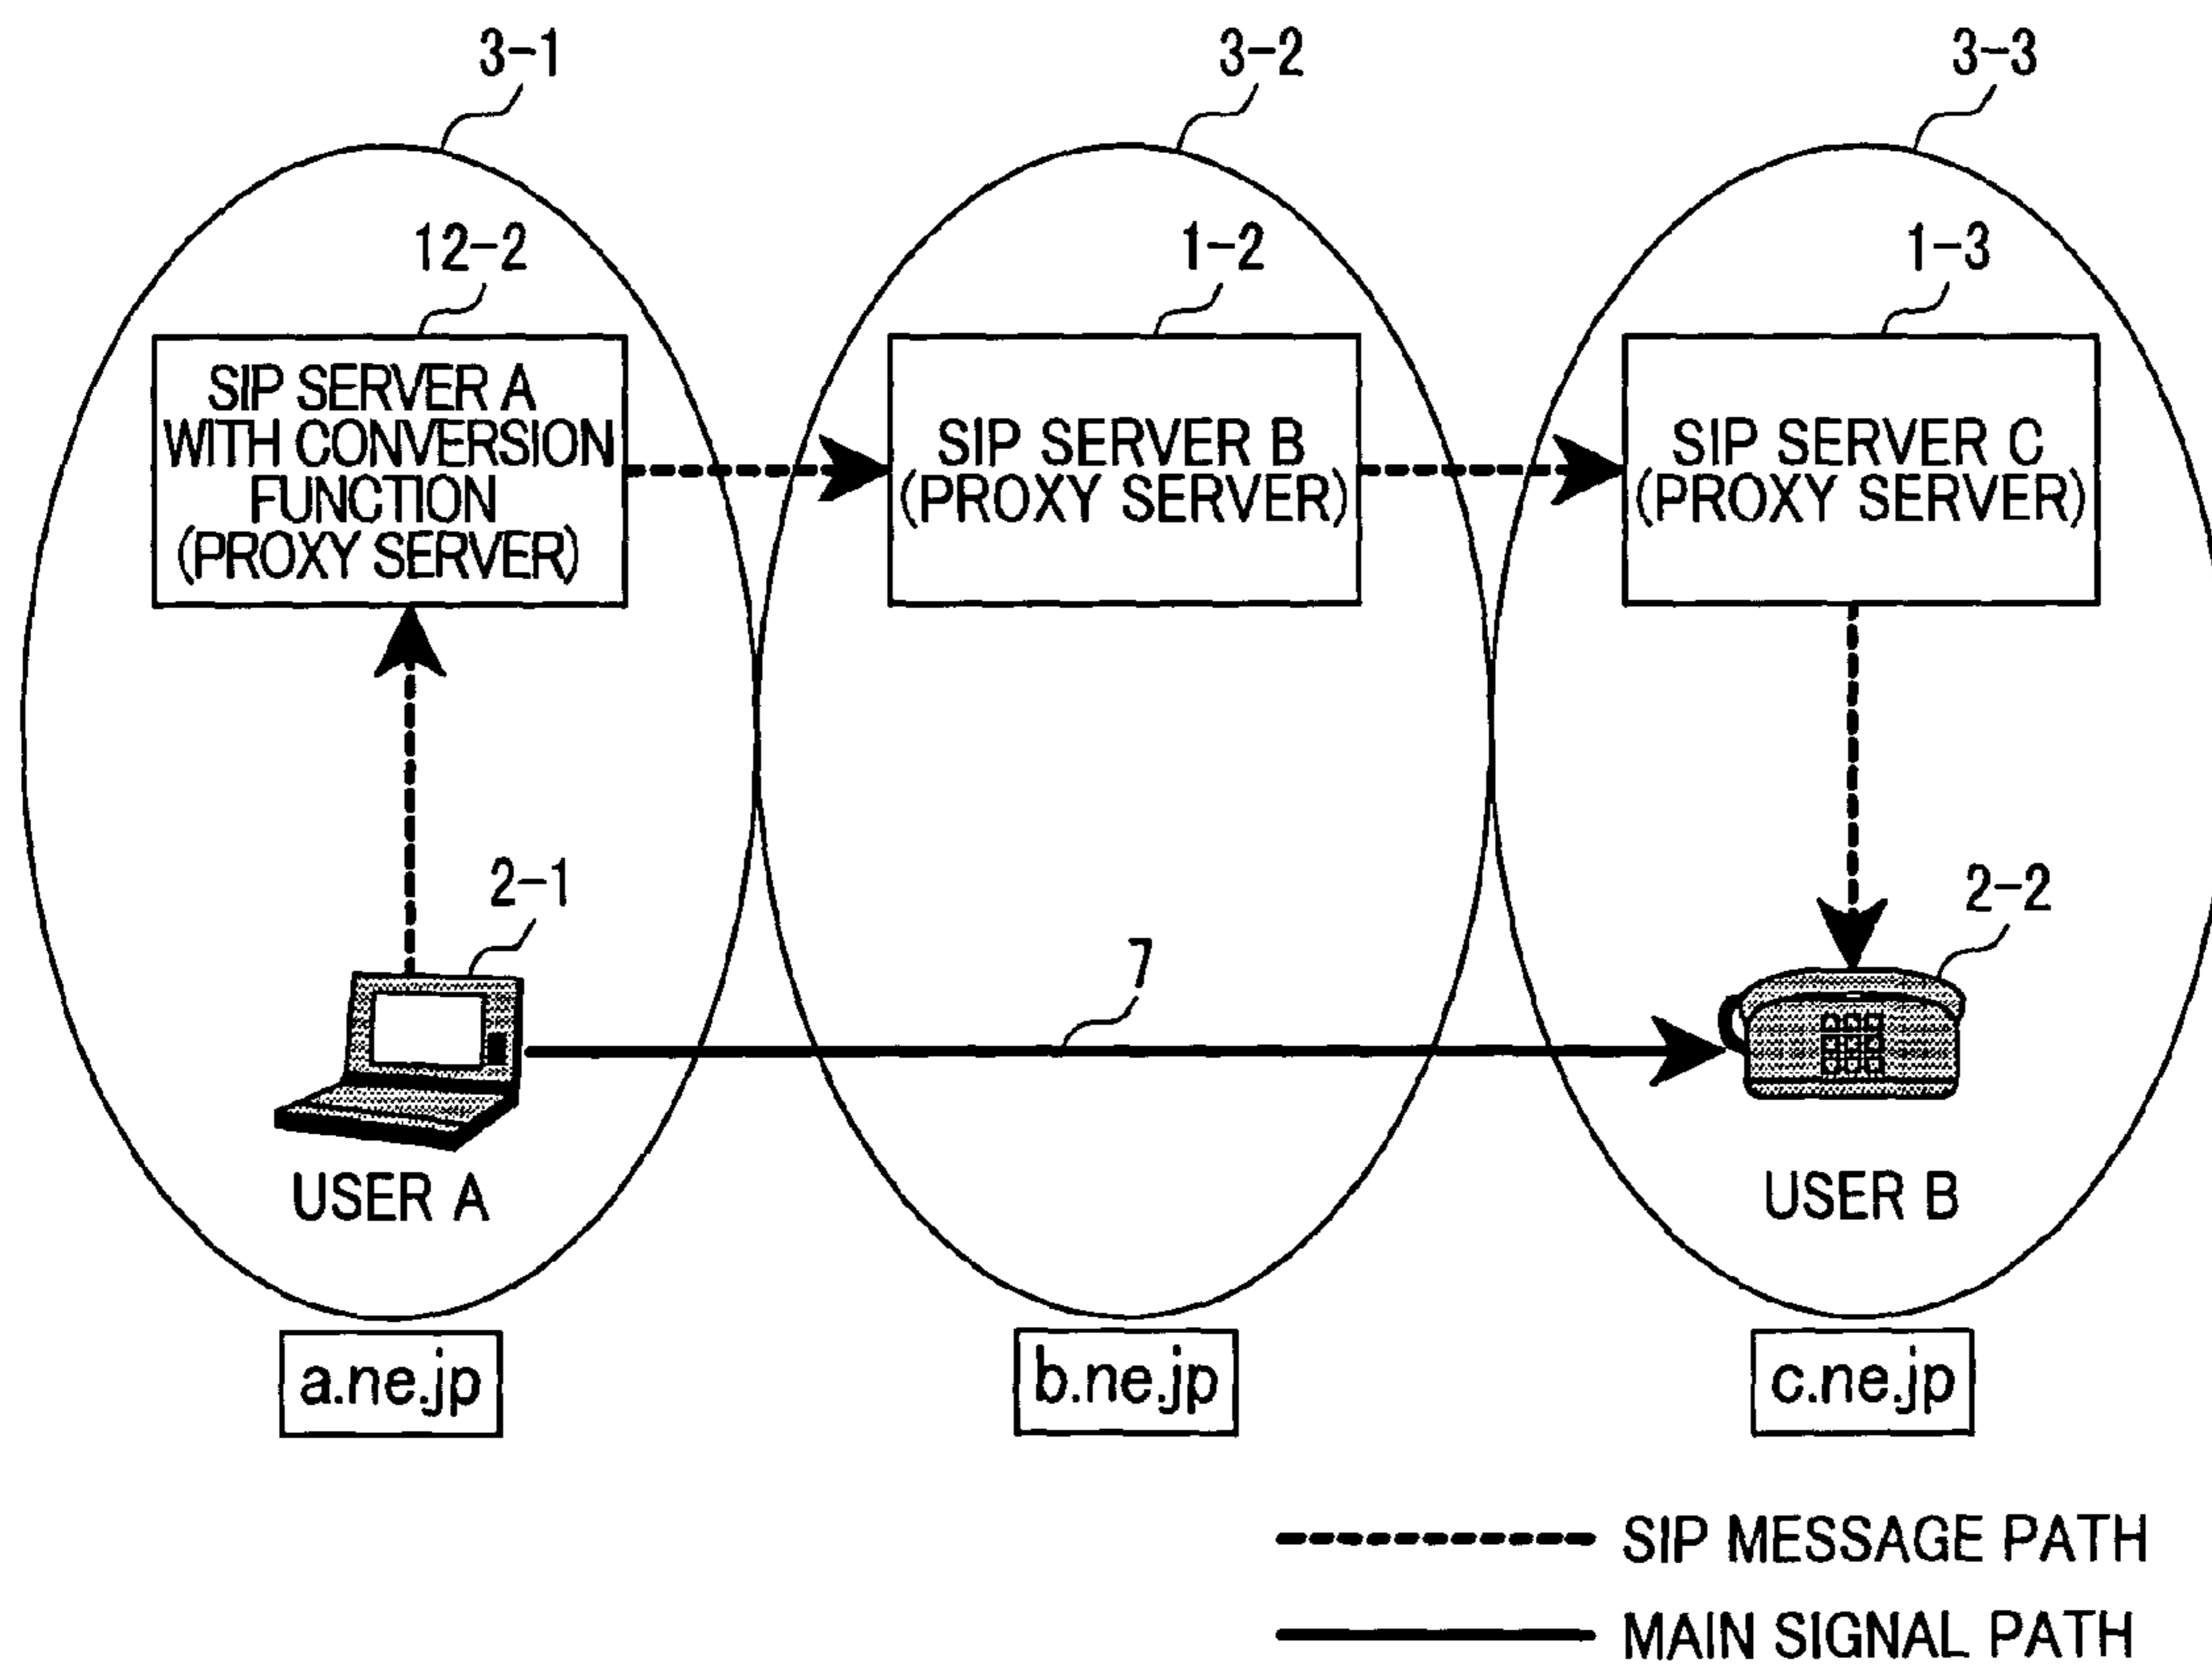 3-1
3-2
3-3
12-2
1-2
1-3
SIP SERVER A
WITH CONVERSION
FUNCTION
(PROXY SERVER)
SIP SERVER B
(PROXY SERVER)
SIP SERVER C
(PROXY SERVER)
2-1
7
2-2
USER A
USER B
a.ne.jp
b.ne.jp
c.ne.jp
SIP MESSAGE PATH
MAIN SIGNAL PATH